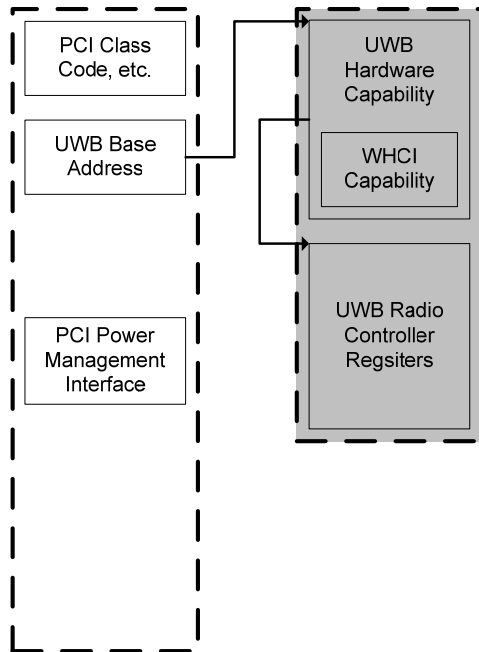 PCI Class
Code, etc.
UWB Base
Address
PCI Power
Management
Interface
UWB
Hardware
Capability
WHCI
Capability
UWB Radio
Controller
Regsiters